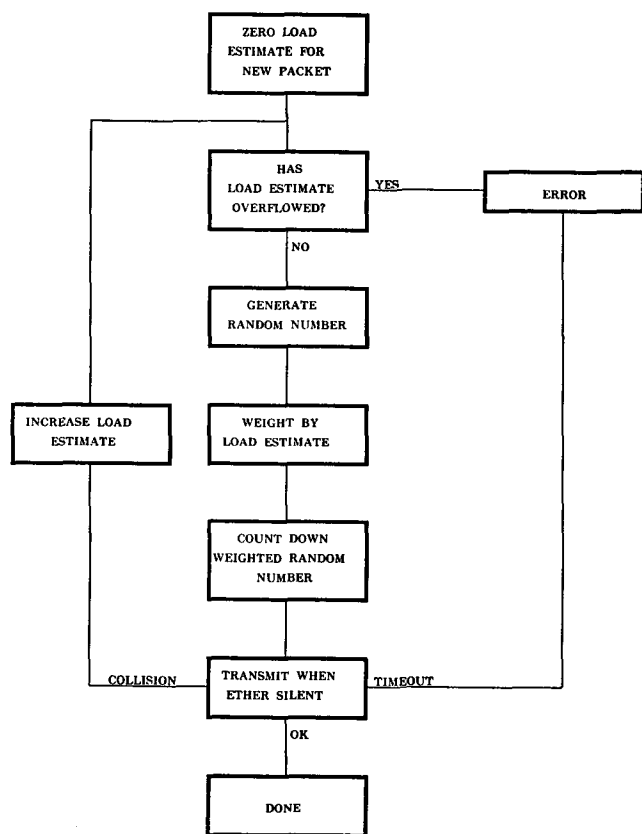 ZERO LOAD
ESTIMATE FOR
NEW PACKET
HAS
LOAD ESTIMATE
OVERFLOWED?
YES
ERROR
NO
GENERATE
RANDOM NUMBER
INCREASE LOAD
ESTIMATE
WEIGHT BY
LOAD ESTIMATE
COUNT DOWN
WEIGHTED RANDOM
NUMBER
COLLISION
TRANSMIT WHEN
ETHER SILENT
TIMEOUT
OK
DONE